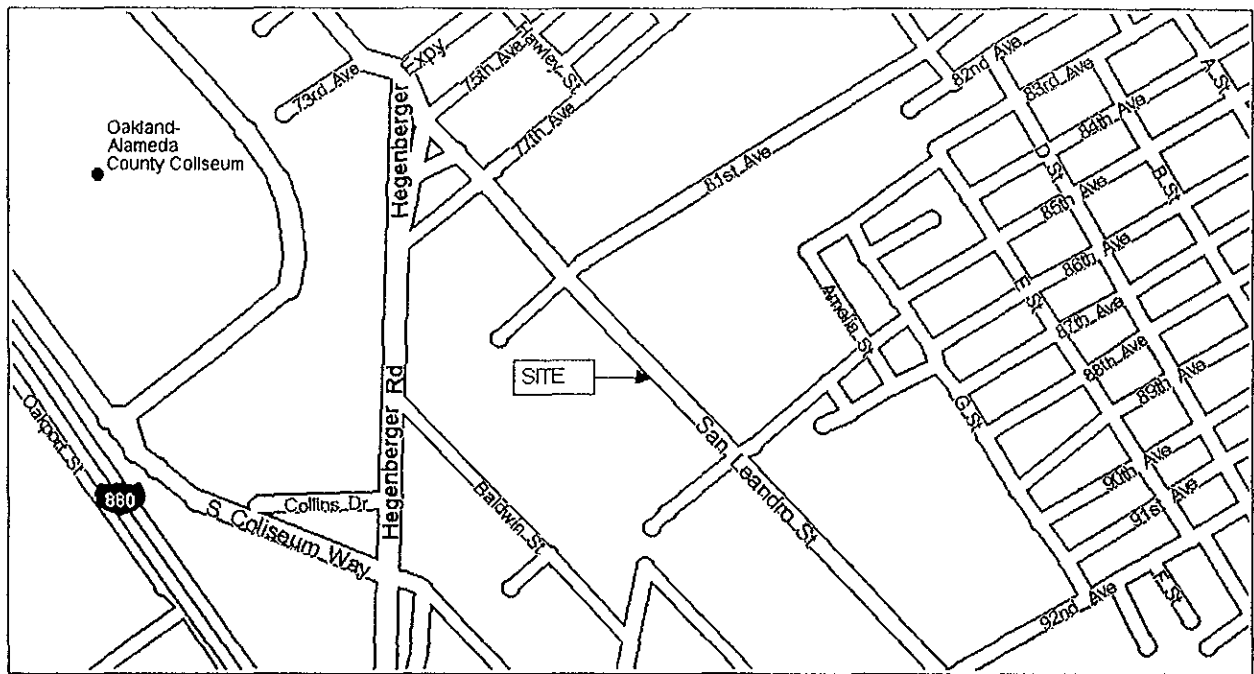 Oakland-
Alameda
County Coliseum
73rd Ave
Hegenberger Expy
75th Ave
Hawley St
77th Ave
81st Ave
82nd Ave
83rd Ave
84th Ave
A St
D St
85th Ave
B St
86th Ave
E St
Amelia St
87th Ave
88th Ave
89th Ave
SITE
Hegenberger Rd
Oakport St
880
Collins Dr
S Coliseum Way
Baldwin St
San Leandro St
G St
90th Ave
91st Ave
F St
92nd Ave